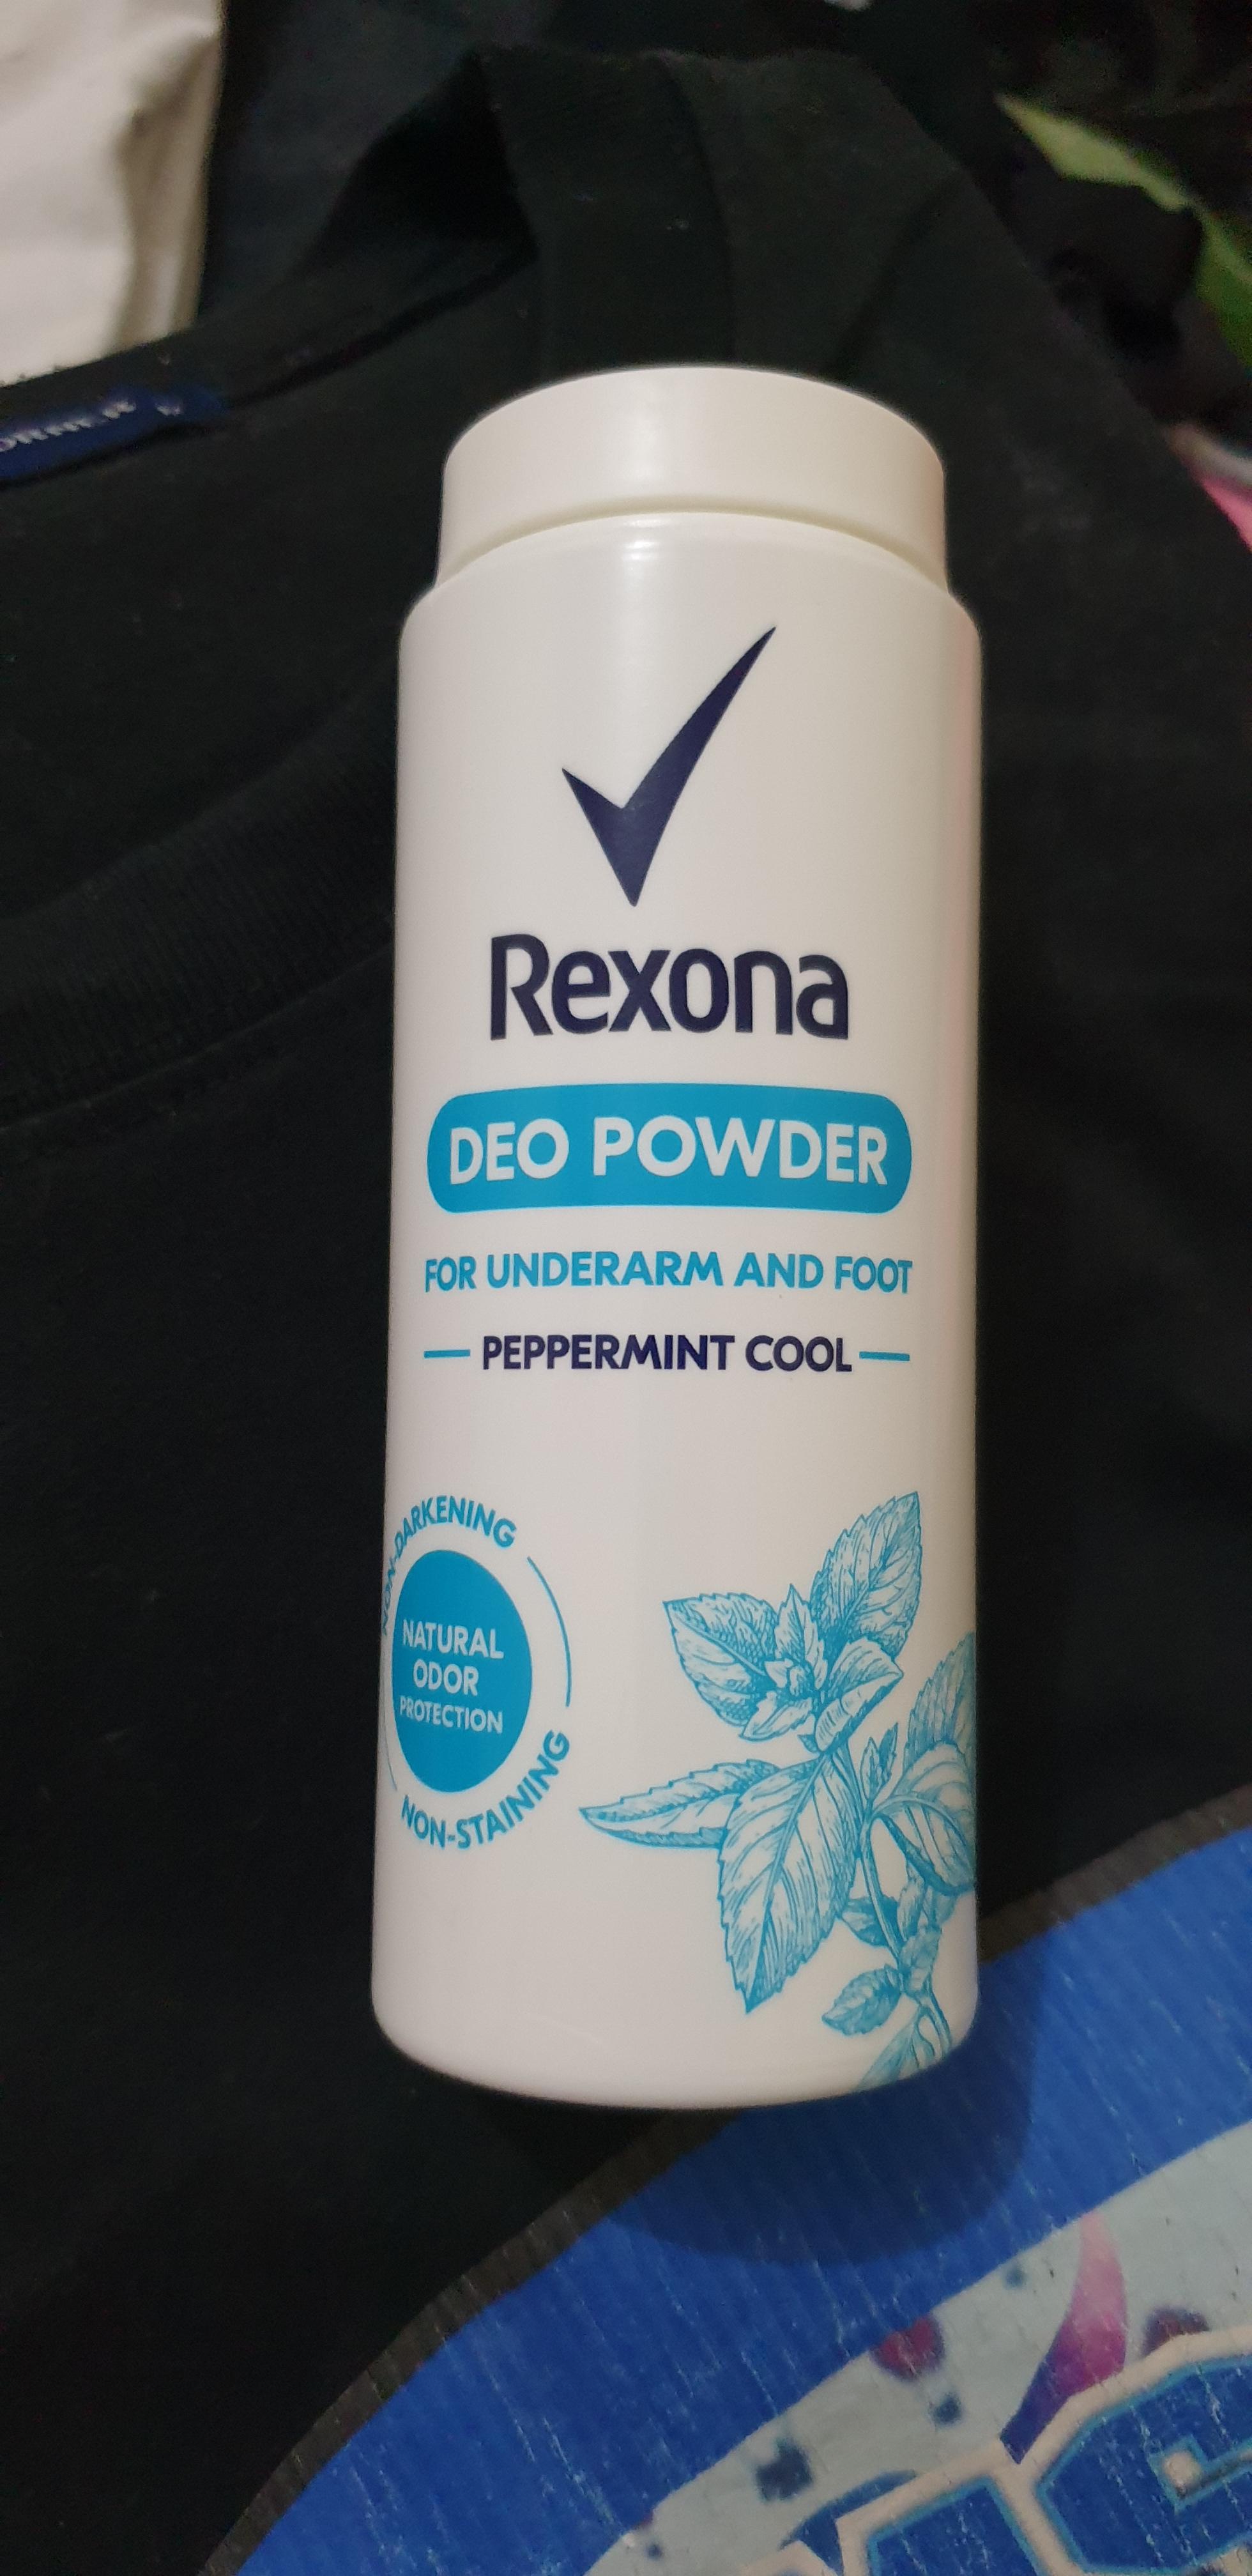 Rexona
DEO POWDER
FOR UNDERARM AND FOOT
PEPPERMINT COOL
NON-DARKENING
NATURAL
ODOR
PROTECTION
NON-STAINING